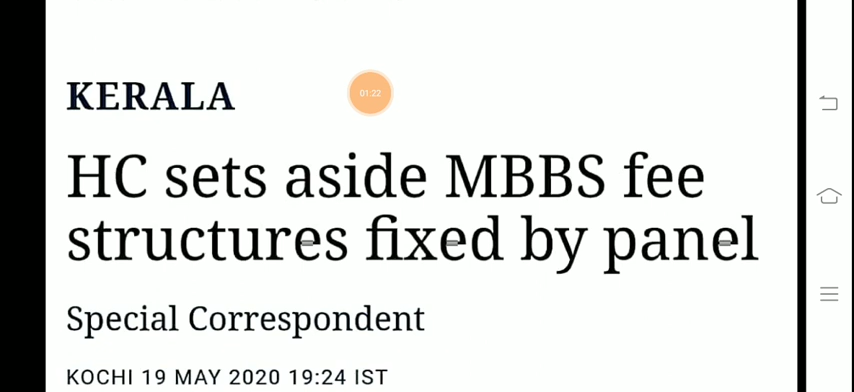 KERALA
01:22
HC sets aside MBBS fee
structures fixed by panel
Special Correspondent
KOCHI 19 MAY 2020 19:24 IST